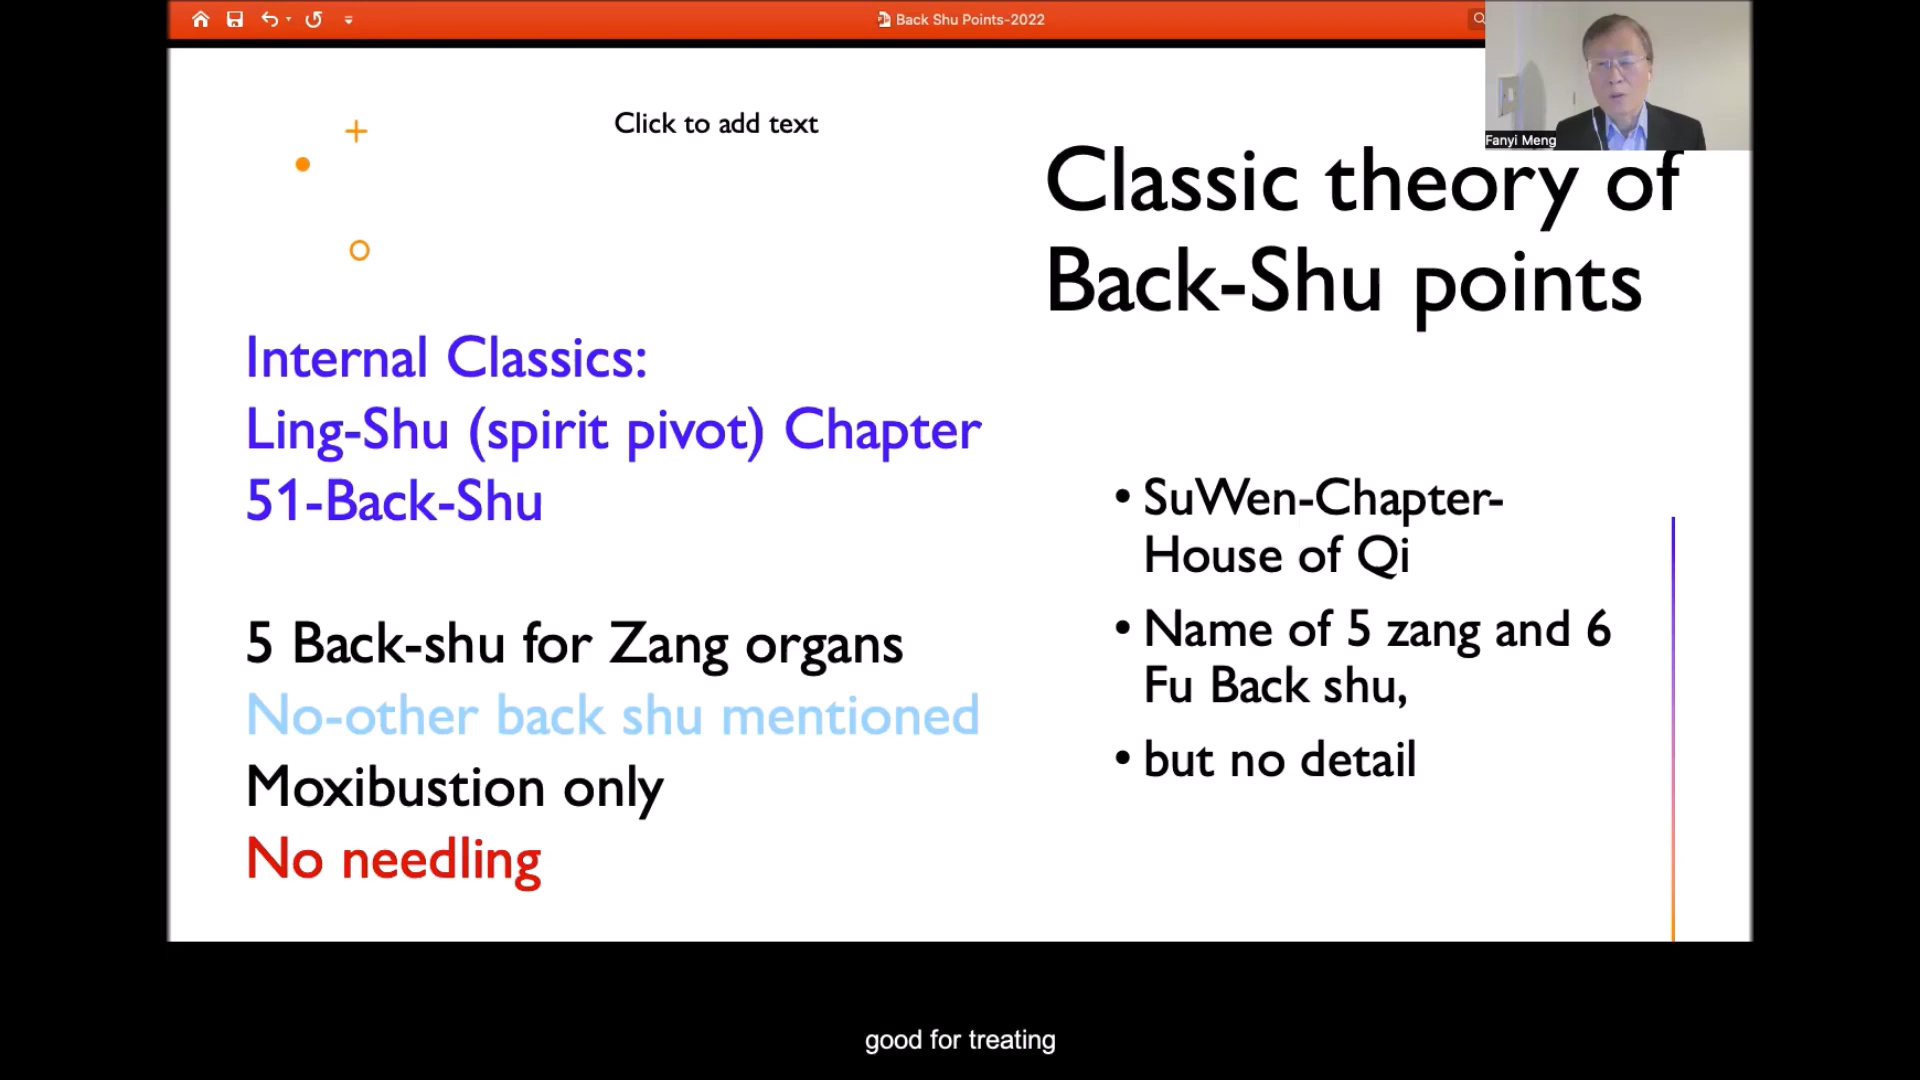 Back Shu Points-2022
Fanyi Meng
Click to add text
Classic theory of
Back-Shu points
Internal Classics:
Ling-Shu (spirit pivot) Chapter
51-Back-Shu
5 Back-shu for Zang organs
No-other back shu mentioned
Moxibustion only
No needling
• SuWen-Chapter-
House of Qi
• Name of 5 zang and 6
Fu Back shu,
• but no detail
good for treating